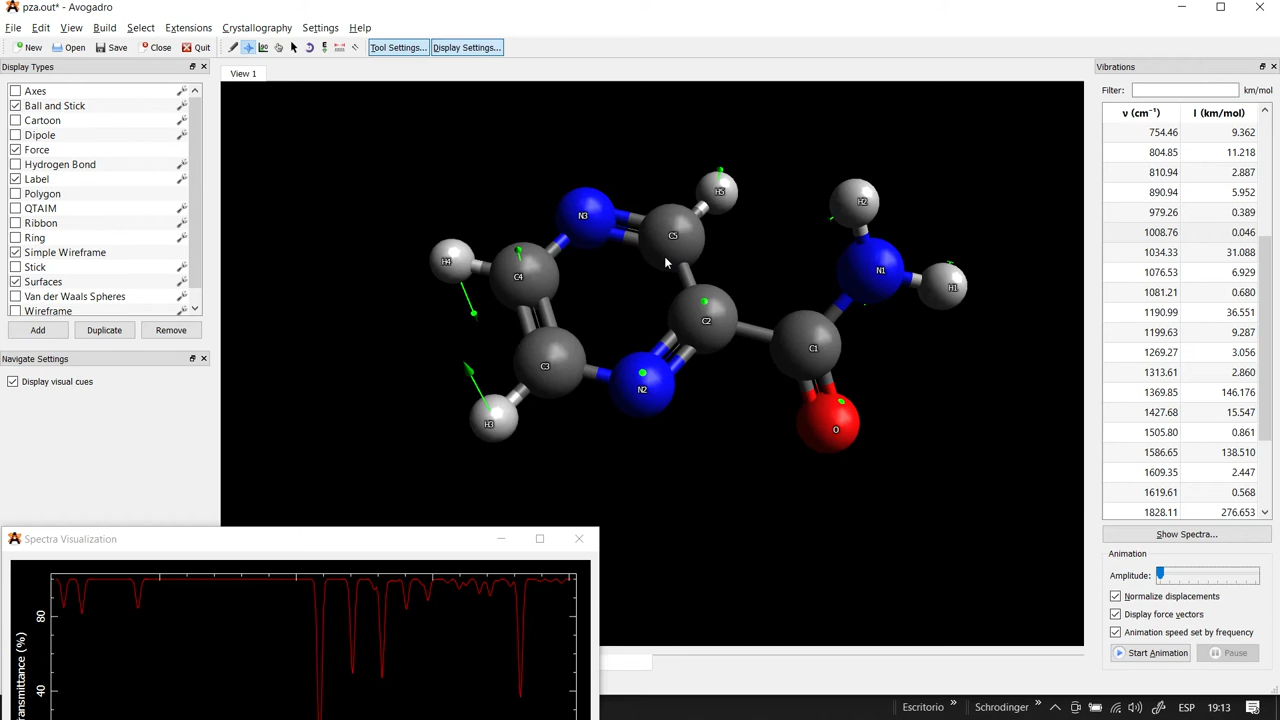 pza.out* - Avogadro
File Edit View Build Select Extensions Crystallography Settings Help
New Open Save Close Quit Tool Settings... Display Settings...
Display Types
Axes
Ball and Stick
Cartoon
Dipole
Force
Hydrogen Bond
Label
Polygon
QTAIM
Ribbon
Ring
Simple Wireframe
Stick
Surfaces
Van der Waals Spheres
Wireframe
Add Duplicate Remove
Navigate Settings
Display visual cues
View 1
H5
H2
N3
C5
H4
C4
N1
H1
C2
C1
C3
N2
H3
O
Vibrations
Filter: km/mol
ν (cm⁻¹) I (km/mol)
754.46 9.362
804.85 11.218
810.94 2.887
890.94 5.952
979.26 0.389
1008.76 0.046
1034.33 31.088
1076.53 6.929
1081.21 0.680
1190.99 36.551
1199.63 9.287
1269.27 3.056
1313.61 2.860
1369.85 146.176
1427.68 15.547
1505.80 0.861
1586.65 138.510
1609.35 2.447
1619.61 0.568
1828.11 276.653
Show Spectra...
Animation
Amplitude:
Normalize displacements
Display force vectors
Animation speed set by frequency
Start Animation Pause
Spectra Visualization
80
40
ansmittance (%)
Escritorio » Schrodinger » ESP 19:13